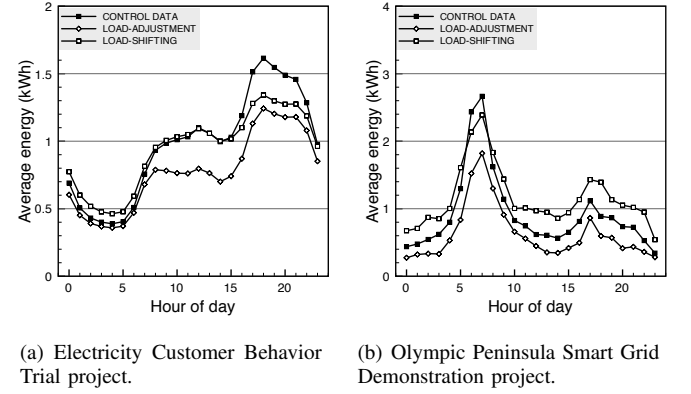 2
1.5
1
0.5
0
Average energy (kWh)
CONTROL DATA
LOAD-ADJUSTMENT
LOAD-SHIFTING
0 5 10 15 20
Hour of day
(a) Electricity Customer Behavior
Trial project.
4
3
2
1
0
Average energy (kWh)
CONTROL DATA
LOAD-ADJUSTMENT
LOAD-SHIFTING
0 5 10 15 20
Hour of day
(b) Olympic Peninsula Smart Grid
Demonstration project.